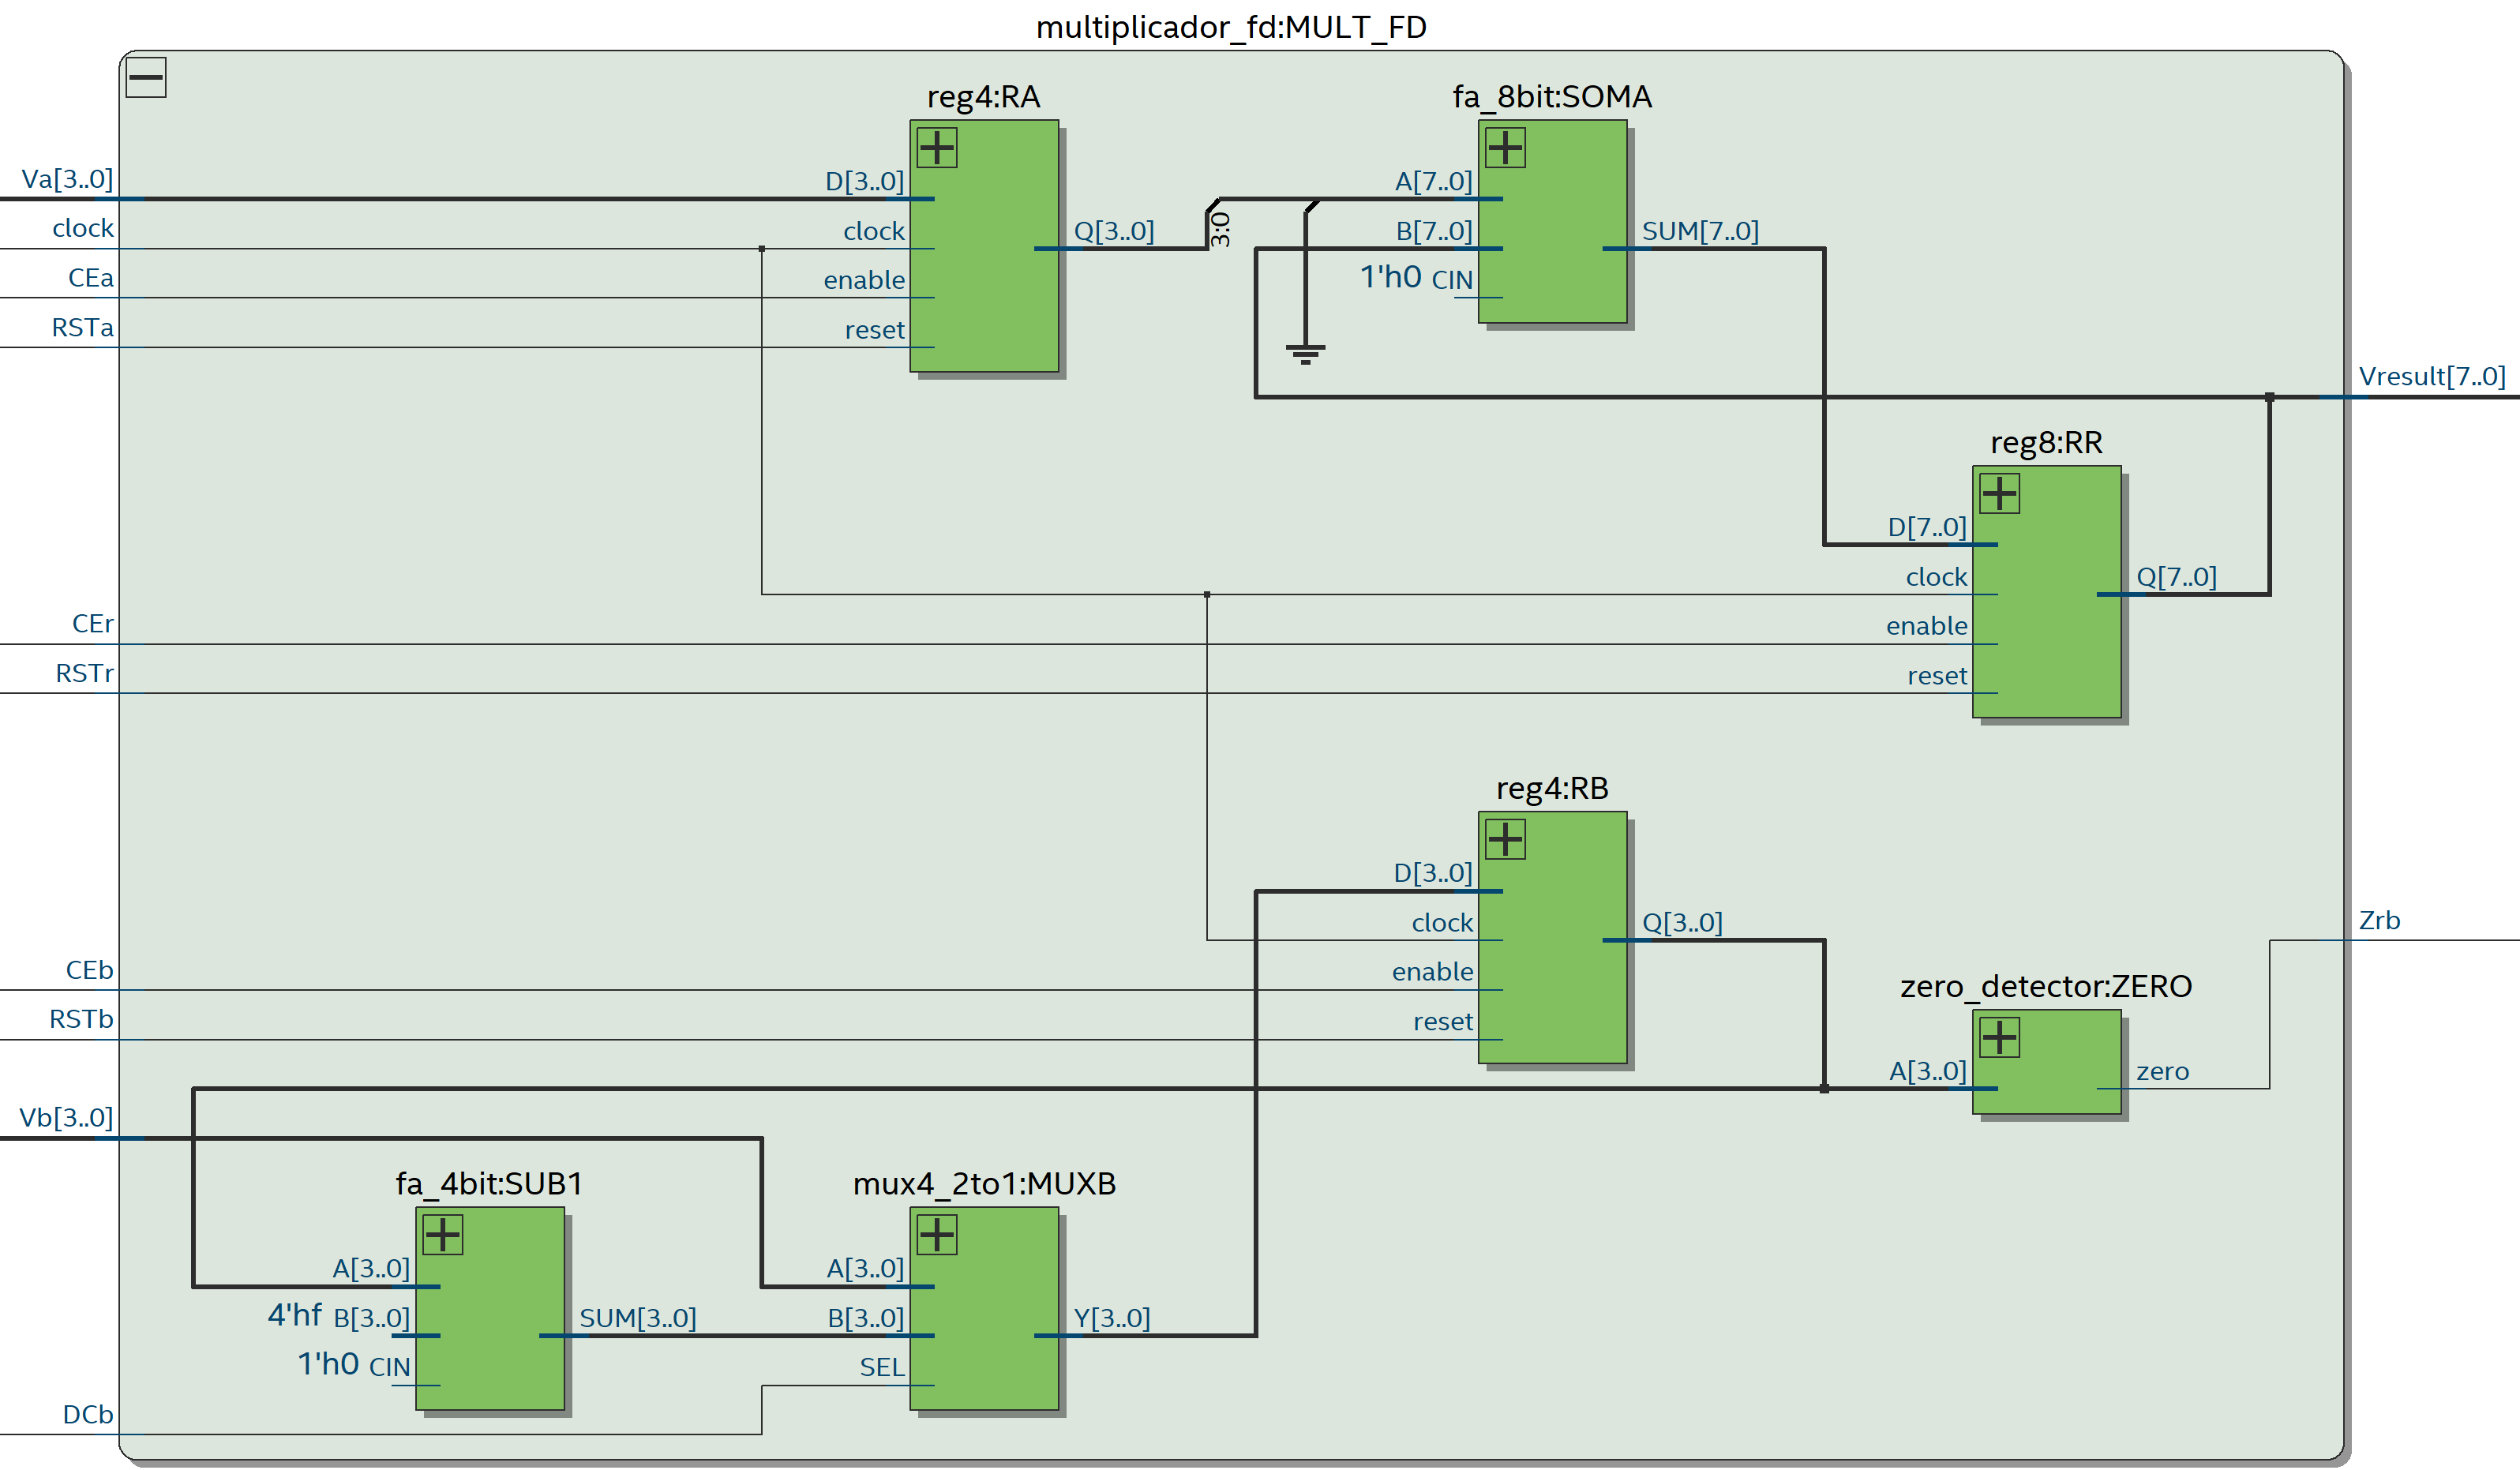 multiplicador_fd:MULT_FD
reg4:RA
fa_8bit:SOMA
Va[3..0]
D[3..0]
A[7..0]
clock
clock
Q[3..0]
3:0
B[7..0]
SUM[7..0]
CEa
enable
1'h0 CIN
RSTa
reset
Vresult[7..0]
reg8:RR
D[7..0]
clock
Q[7..0]
CEr
enable
RSTr
reset
reg4:RB
D[3..0]
clock
Q[3..0]
Zrb
CEb
enable
zero_detector:ZERO
RSTb
reset
A[3..0]
zero
Vb[3..0]
fa_4bit:SUB1
mux4_2to1:MUXB
A[3..0]
A[3..0]
4'hf B[3..0]
SUM[3..0]
B[3..0]
Y[3..0]
1'h0 CIN
SEL
DCb